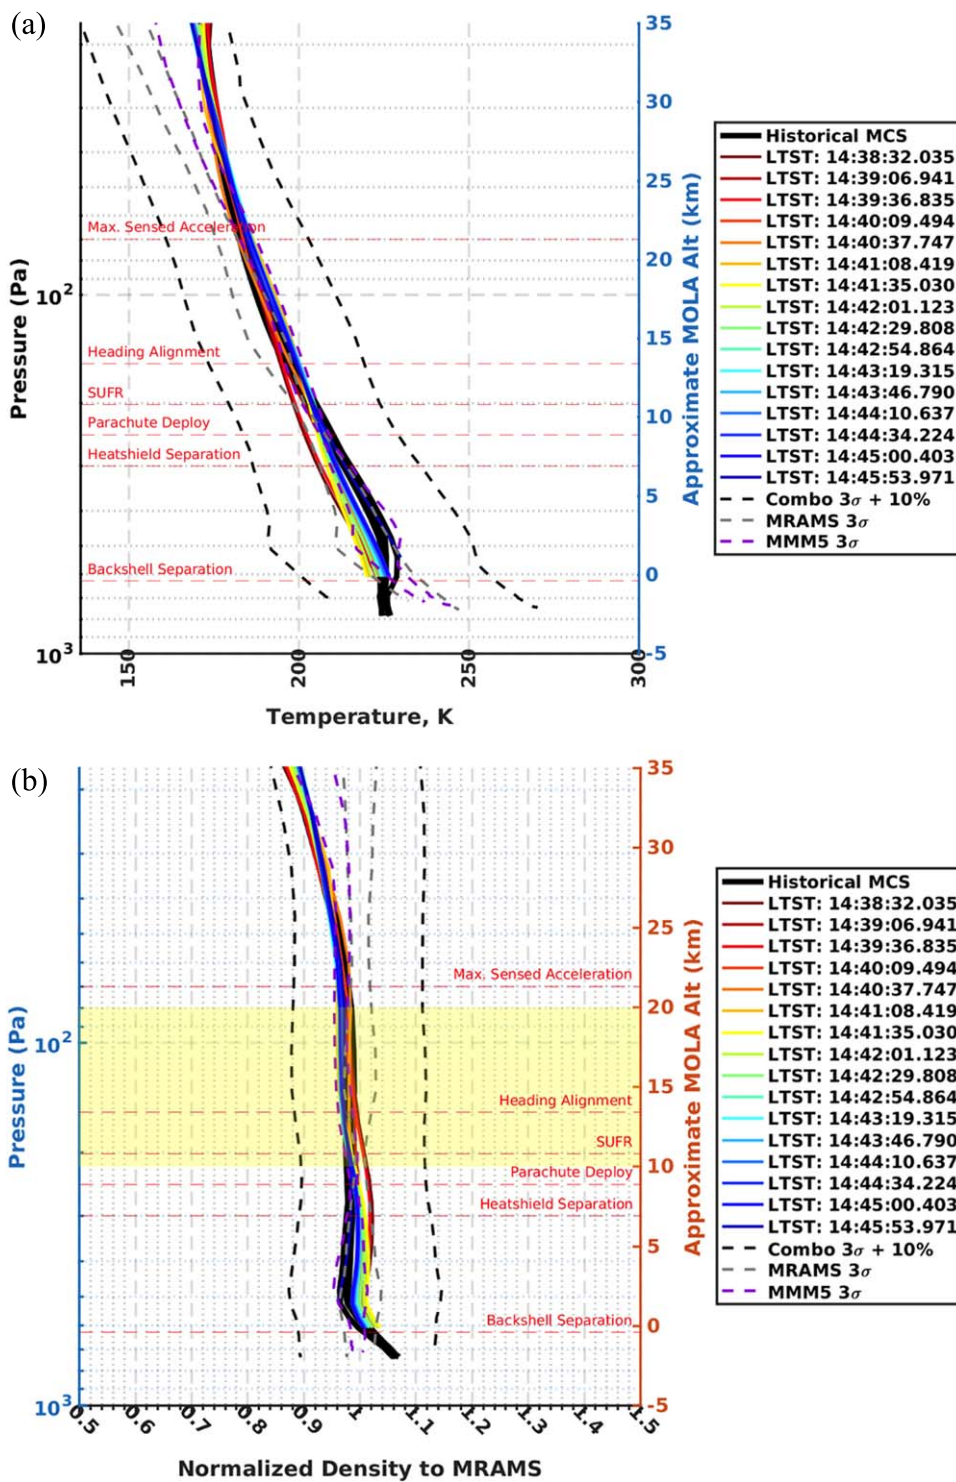 (a)
35
30
25
20
15
10
5
0
-5
Approximate MOLA Alt (km)
Pressure (Pa)
10²
10³
Max. Sensed Acceleration
Heading Alignment
SUFR
Parachute Deploy
Heatshield Separation
Backshell Separation
150
200
250
300
Temperature, K
Historical MCS
LTST: 14:38:32.035
LTST: 14:39:06.941
LTST: 14:39:36.835
LTST: 14:40:09.494
LTST: 14:40:37.747
LTST: 14:41:08.419
LTST: 14:41:35.030
LTST: 14:42:01.123
LTST: 14:42:29.808
LTST: 14:42:54.864
LTST: 14:43:19.315
LTST: 14:43:46.790
LTST: 14:44:10.637
LTST: 14:44:34.224
LTST: 14:45:00.403
LTST: 14:45:53.971
Combo 3σ + 10%
MRAMS 3σ
MMM5 3σ
(b)
35
30
25
20
15
10
5
0
-5
Approximate MOLA Alt (km)
Pressure (Pa)
10²
10³
Max. Sensed Acceleration
Heading Alignment
SUFR
Parachute Deploy
Heatshield Separation
Backshell Separation
0.5
0.6
0.7
0.8
0.9
1
1.1
1.2
1.3
1.4
1.5
Normalized Density to MRAMS
Historical MCS
LTST: 14:38:32.035
LTST: 14:39:06.941
LTST: 14:39:36.835
LTST: 14:40:09.494
LTST: 14:40:37.747
LTST: 14:41:08.419
LTST: 14:41:35.030
LTST: 14:42:01.123
LTST: 14:42:29.808
LTST: 14:42:54.864
LTST: 14:43:19.315
LTST: 14:43:46.790
LTST: 14:44:10.637
LTST: 14:44:34.224
LTST: 14:45:00.403
LTST: 14:45:53.971
Combo 3σ + 10%
MRAMS 3σ
MMM5 3σ